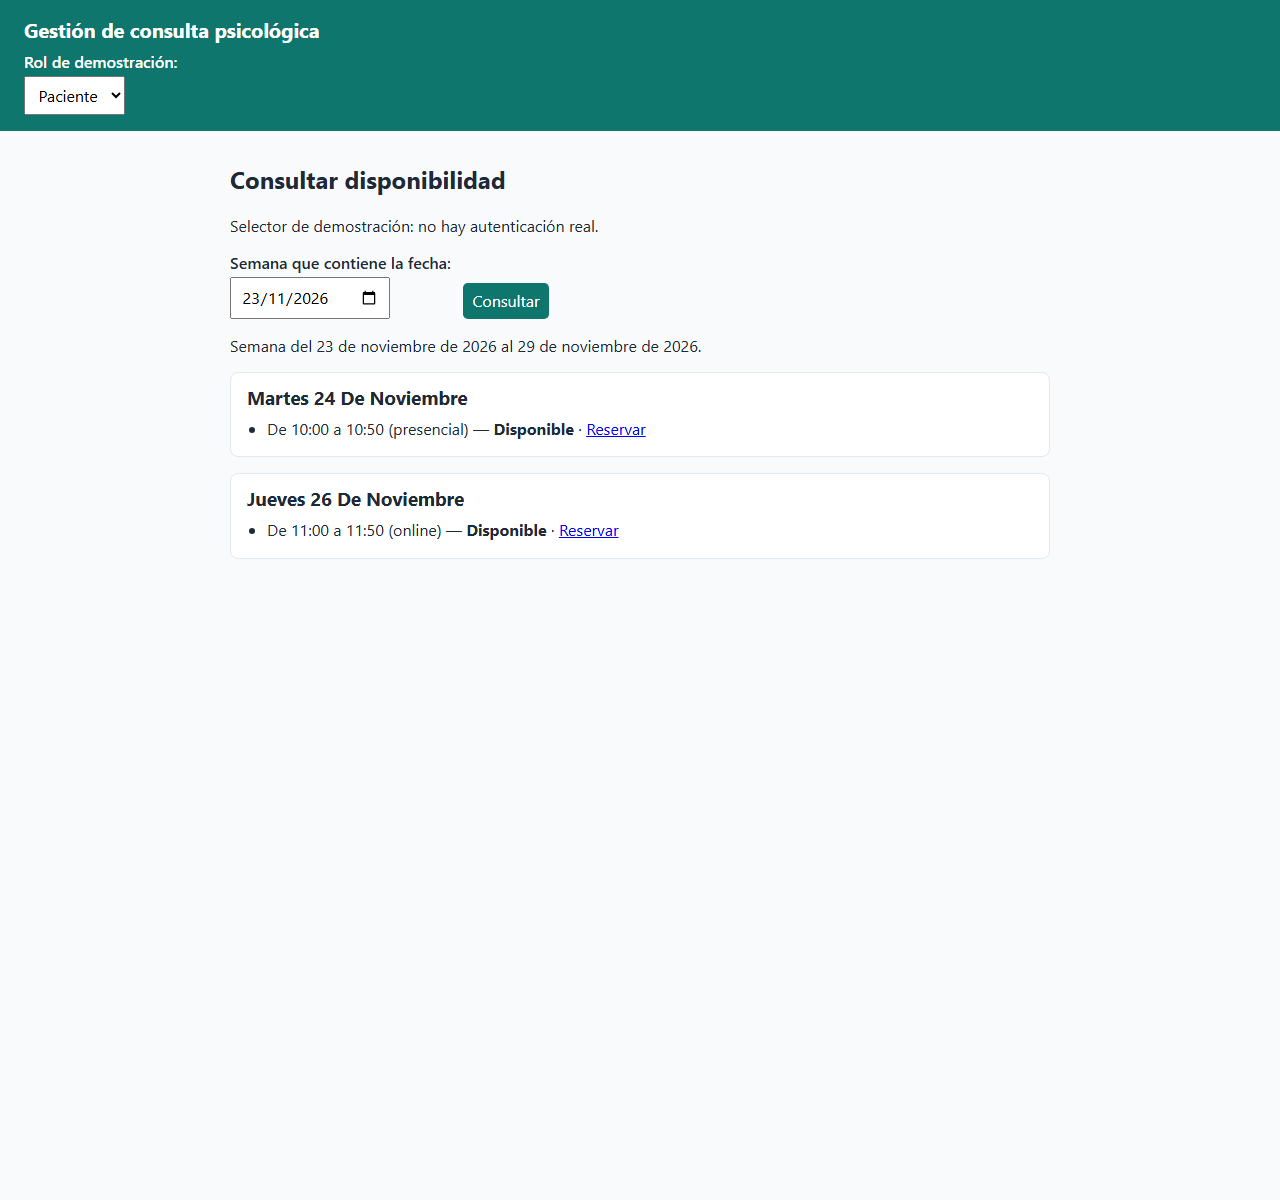 Gestión de consulta psicológica
Rol de demostración:
Paciente
Consultar disponibilidad
Selector de demostración: no hay autenticación real.
Semana que contiene la fecha:
23/11/2026
Consultar
Semana del 23 de noviembre de 2026 al 29 de noviembre de 2026.
Martes 24 De Noviembre
• De 10:00 a 10:50 (presencial) — Disponible · Reservar
Jueves 26 De Noviembre
• De 11:00 a 11:50 (online) — Disponible · Reservar